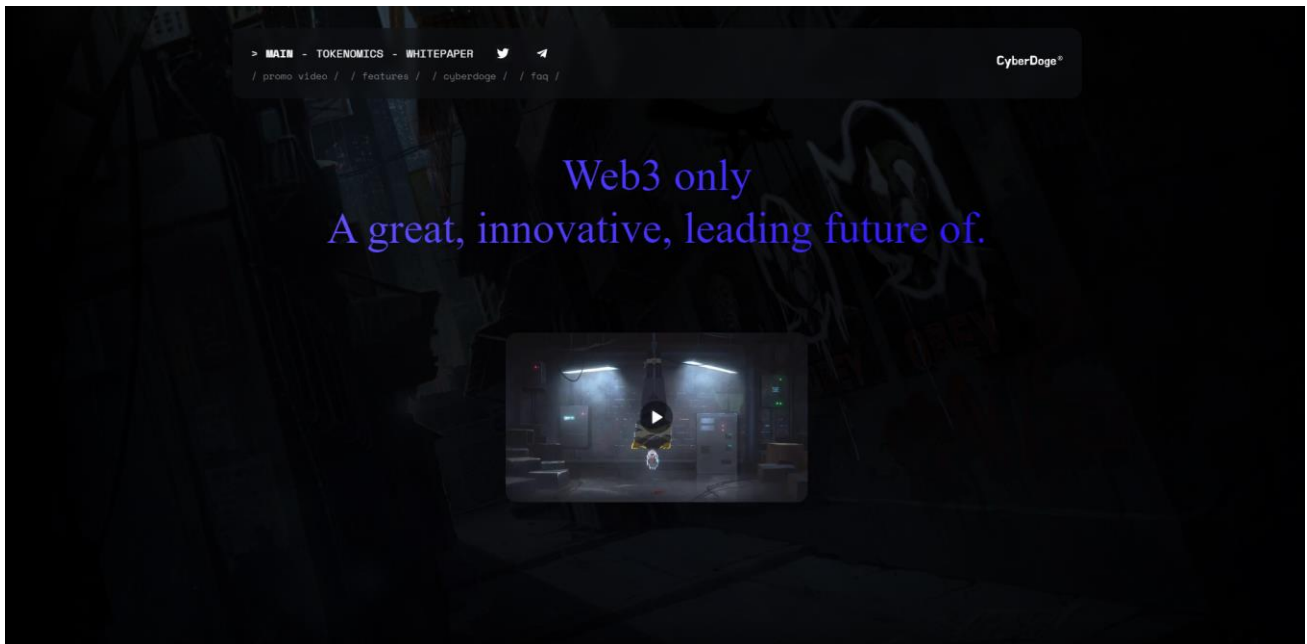 > MAIN - TOKENOMICS - WHITEPAPER
/ promo video / / features / / cyberdoge / / faq /
CyberDoge®
Web3 only
A great, innovative, leading future of.